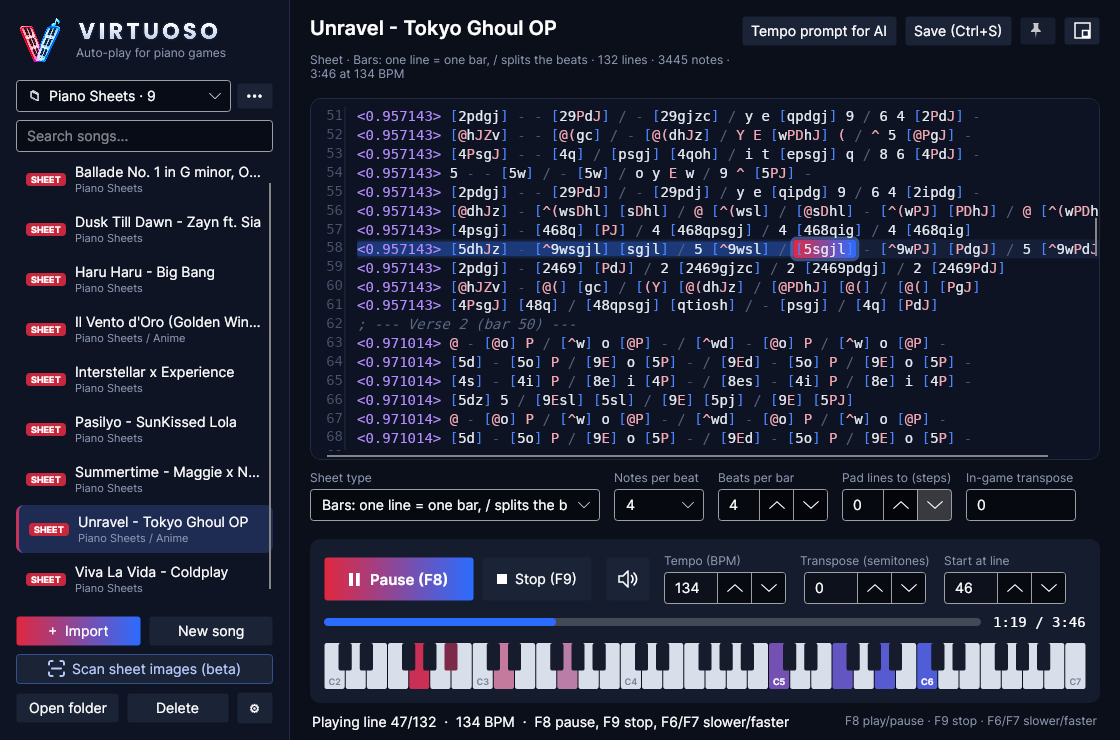 VIRTUOSO
Auto-play for piano games
Piano Sheets · 9
Search songs...
SHEET Ballade No. 1 in G minor, O...
Piano Sheets
SHEET Dusk Till Dawn - Zayn ft. Sia
Piano Sheets
SHEET Haru Haru - Big Bang
Piano Sheets
SHEET Il Vento d'Oro (Golden Win...
Piano Sheets / Anime
SHEET Interstellar x Experience
Piano Sheets
SHEET Pasilyo - SunKissed Lola
Piano Sheets
SHEET Summertime - Maggie x N...
Piano Sheets
SHEET Unravel - Tokyo Ghoul OP
Piano Sheets / Anime
SHEET Viva La Vida - Coldplay
Piano Sheets
+ Import New song
Scan sheet images (beta)
Open folder Delete
Unravel - Tokyo Ghoul OP
Tempo prompt for AI Save (Ctrl+S)
Sheet · Bars: one line = one bar, / splits the beats · 132 lines · 3445 notes ·
3:46 at 134 BPM
51 <0.957143> [2pdgj] - - [29PdJ] / - [29gjzc] / y e [qpdgj] 9 / 6 4 [2PdJ] -
52 <0.957143> [@hJZv] - - [@(gc] / - [@(dhJz] / Y E [wPDhJ] ( / ^ 5 [@PgJ] -
53 <0.957143> [4PsgJ] - - [4q] / [psgj] [4qoh] / i t [epsgj] q / 8 6 [4PdJ] -
54 <0.957143> 5 - - [5w] / - [5w] / o y E w / 9 ^ [5PJ] -
55 <0.957143> [2pdgj] - - [29PdJ] / - [29pdj] / y e [qipdg] 9 / 6 4 [2ipdg] -
56 <0.957143> [@dhJz] - [^(wsDhl] [sDhl] / @ [^(wsl] / [@sDhl] - [^(wPJ] [PDhJ] / @ [^(wPDh
57 <0.957143> [4psgj] - [468q] [PJ] / 4 [468qpsgj] / 4 [468qig] / 4 [468qig]
58 <0.957143> [5dhJz] - [^9wsgjl] [sgjl] / 5 [^9wsl] / [5sgjl] - [^9wPJ] [PdgJ] / 5 [^9wPdJ
59 <0.957143> [2pdgj] - [2469] [PdJ] / 2 [2469gjzc] / 2 [2469pdgj] / 2 [2469PdJ]
60 <0.957143> [@hJZv] - [@(] [gc] / [(Y] [@(dhJz] / [@PDhJ] [@(] / [@(] [PgJ]
61 <0.957143> [4PsgJ] [48q] / [48qpsgj] [qtiosh] / - [psgj] / [4q] [PdJ]
62 ; --- Verse 2 (bar 50) ---
63 <0.971014> @ - [@o] P / [^w] o [@P] - / [^wd] - [@o] P / [^w] o [@P] -
64 <0.971014> [5d] - [5o] P / [9E] o [5P] - / [9Ed] - [5o] P / [9E] o [5P] -
65 <0.971014> [4s] - [4i] P / [8e] i [4P] - / [8es] - [4i] P / [8e] i [4P] -
66 <0.971014> [5dz] 5 / [9Esl] [5sl] / [9E] [5pj] / [9E] [5PJ]
67 <0.971014> @ - [@o] P / [^w] o [@P] - / [^wd] - [@o] P / [^w] o [@P] -
68 <0.971014> [5d] - [5o] P / [9E] o [5P] - / [9Ed] - [5o] P / [9E] o [5P] -
Sheet type Notes per beat Beats per bar Pad lines to (steps) In-game transpose
Bars: one line = one bar, / splits the b 4 4 0 0
Tempo (BPM) Transpose (semitones) Start at line
Pause (F8) Stop (F9) 134 0 46
1:19 / 3:46
C2 C3 C4 C5 C6 C7
Playing line 47/132 · 134 BPM · F8 pause, F9 stop, F6/F7 slower/faster
F8 play/pause · F9 stop · F6/F7 slower/faster